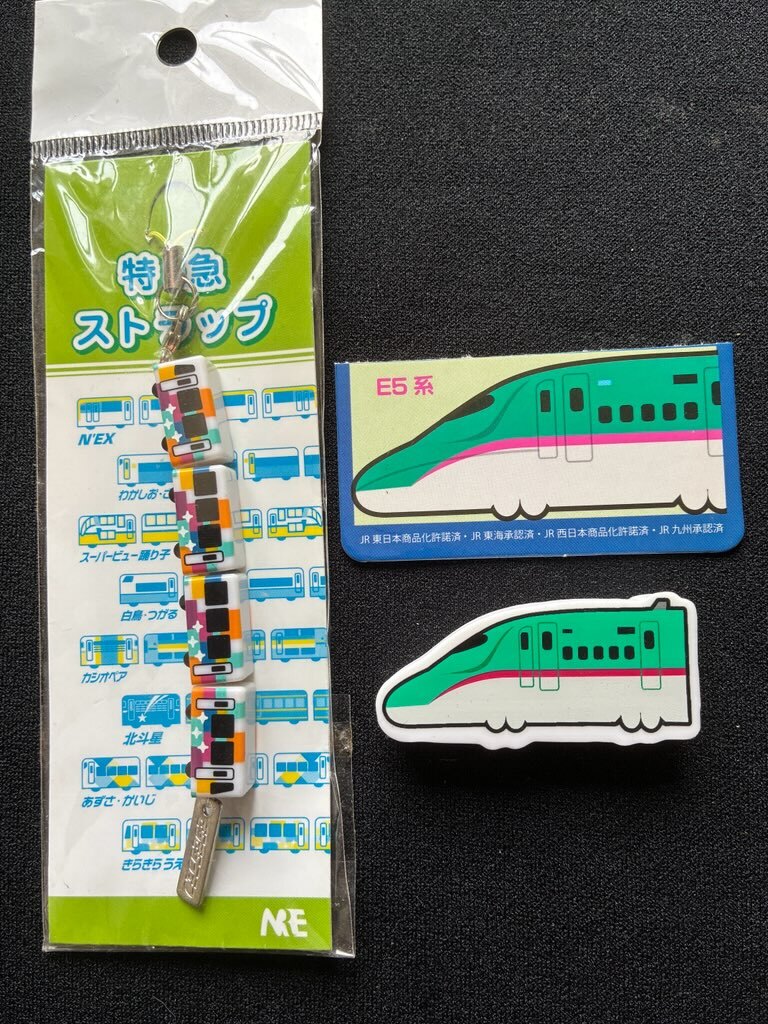 特急
ストラップ
N'EX
わかしお・さ
スーパービュー踊り子
白鳥・つがる
カシオペア
北斗星
あずさ・かいじ
きらきらうえ
NRE
E5系
JR東日本商品化許諾済・JR東海承認済・JR西日本商品化許諾済・JR九州承認済